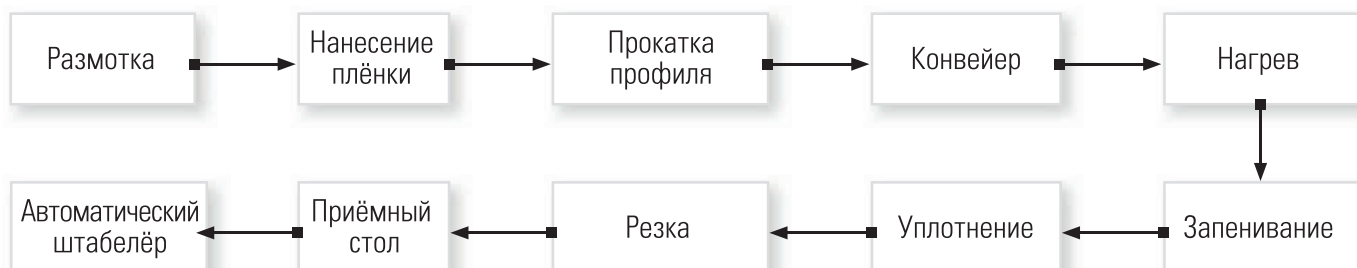 Размотка
Нанесение
плёнки
Прокатка
профиля
Конвейер
Нагрев
Запенивание
Уплотнение
Резка
Приёмный
стол
Автоматический
штабелёр